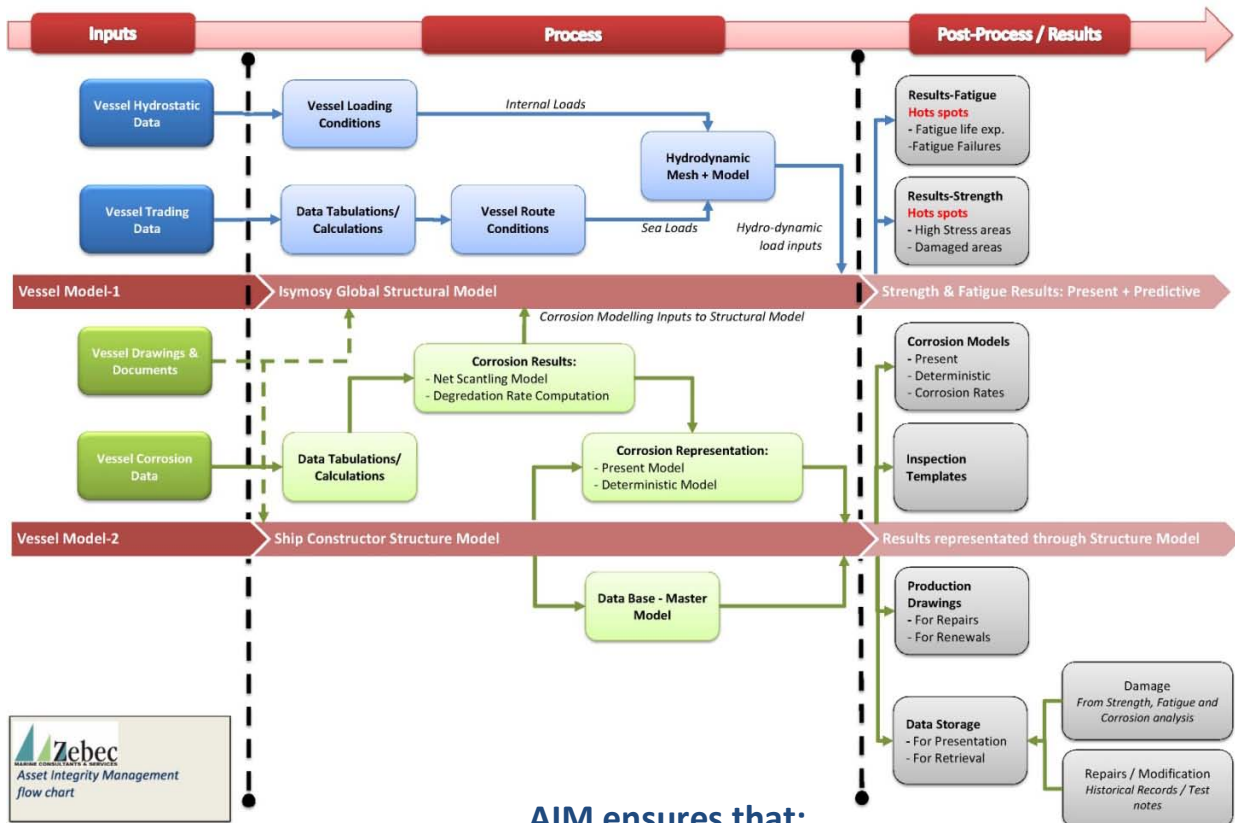 Inputs
Process
Post-Process / Results
Vessel Hydrostatic
Data
Vessel Loading
Conditions
Internal Loads
Hydrodynamic
Mesh + Model
Results-Fatigue
Hots spots
- Fatigue life exp.
-Fatigue Failures
Vessel Trading
Data
Data Tabulations/
Calculations
Vessel Route
Conditions
Sea Loads
Hydro-dynamic
load inputs
Results-Strength
Hots spots
- High Stress areas
- Damaged areas
Vessel Model-1
Isymosy Global Structural Model
Strength & Fatigue Results: Present + Predictive
Corrosion Modelling Inputs to Structural Model
Vessel Drawings &
Documents
Corrosion Results:
- Net Scantling Model
- Degredation Rate Computation
Corrosion Models
- Present
- Deterministic
- Corrosion Rates
Vessel Corrosion
Data
Data Tabulations/
Calculations
Corrosion Representation:
- Present Model
- Deterministic Model
Inspection
Templates
Vessel Model-2
Ship Constructor Structure Model
Results representated through Structure Model
Data Base - Master
Model
Production
Drawings
- For Repairs
- For Renewals
Data Storage
- For Presentation
- For Retrieval
Damage
From Strength, Fatigue and
Corrosion analysis
Repairs / Modification
Historical Records / Test
notes
Zebec
MARINE CONSULTANTS & SERVICES
Asset Integrity Management
flow chart
AIM ensures that: